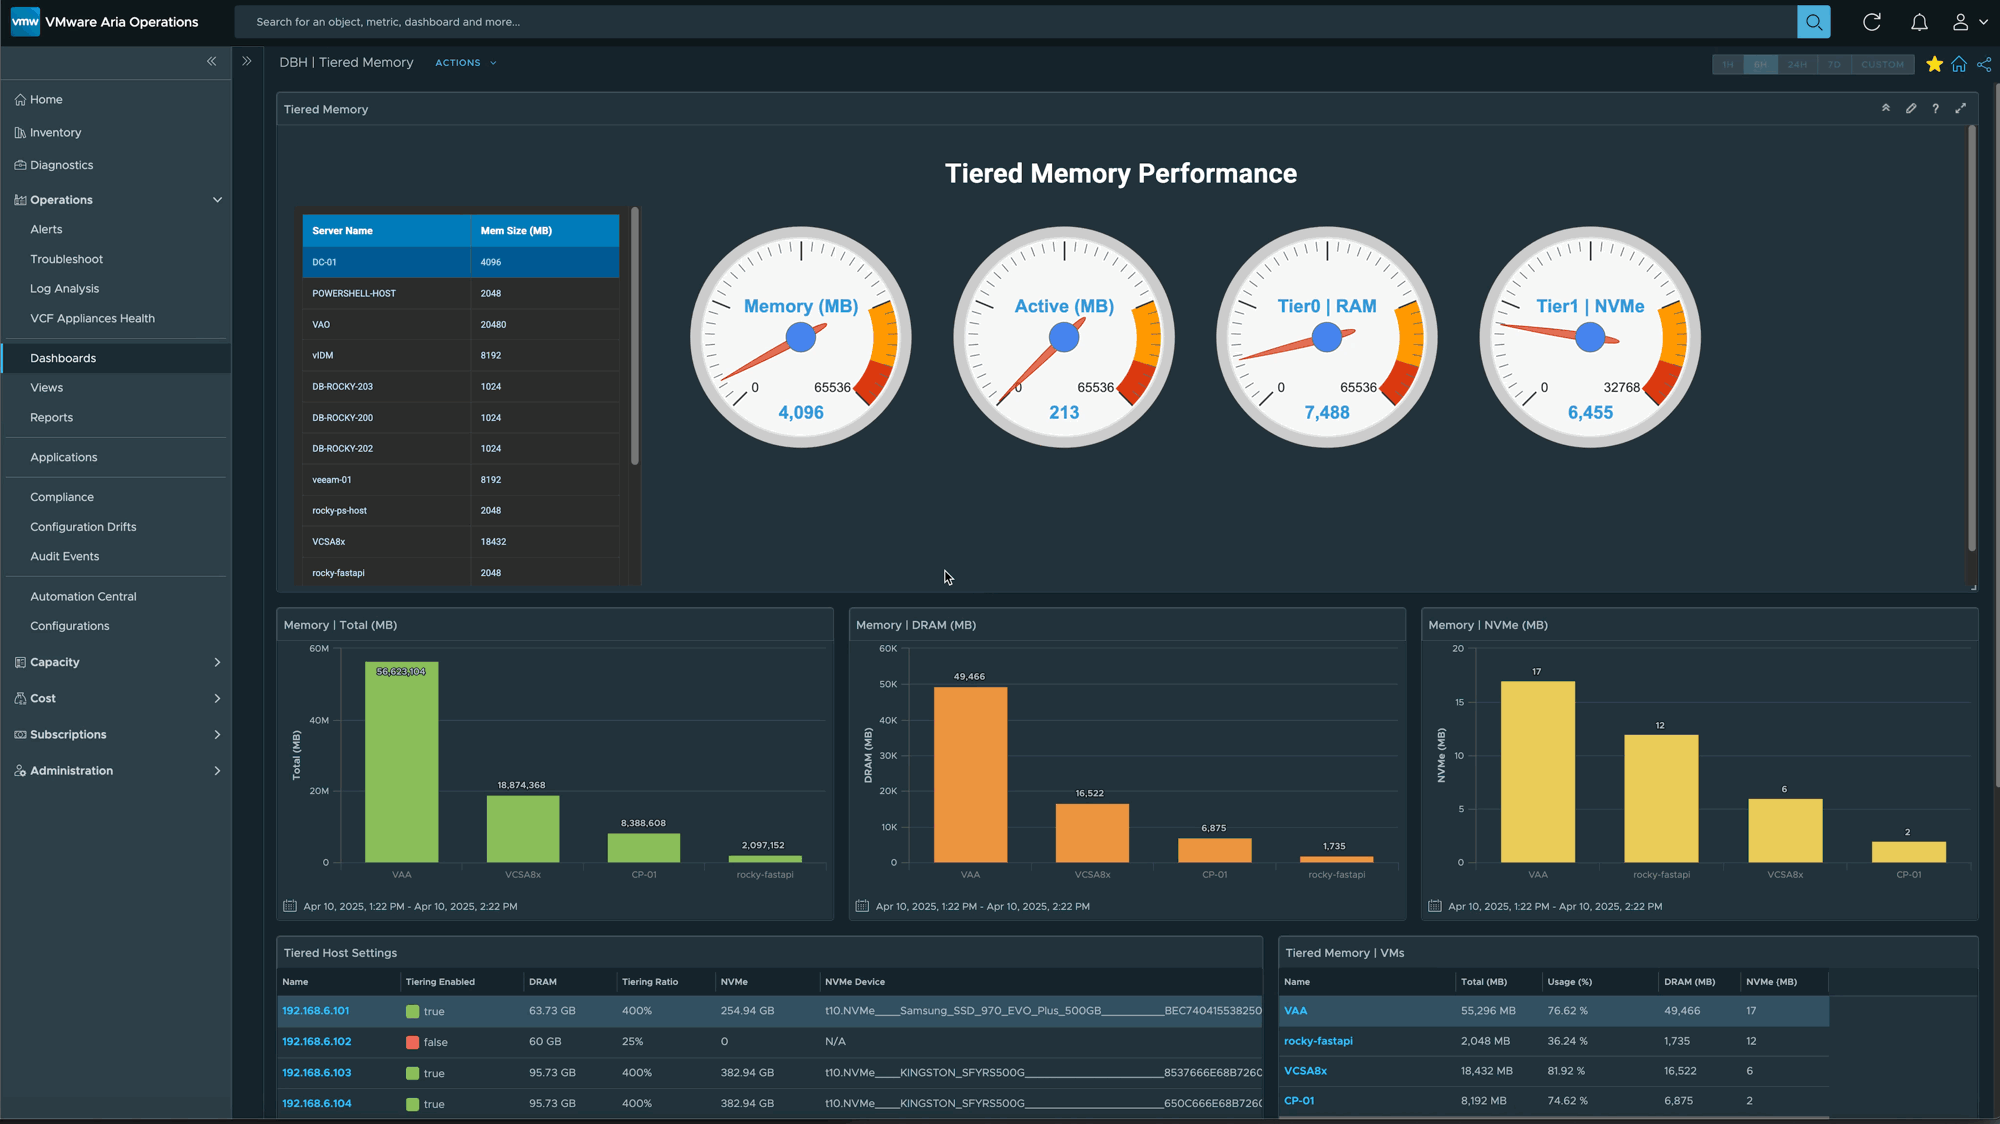 vmw VMware Aria Operations
Search for an object, metric, dashboard and more...
DBH | Tiered Memory
ACTIONS
1H 6H 24H 7D CUSTOM
Home
Inventory
Diagnostics
Operations
Alerts
Troubleshoot
Log Analysis
VCF Appliances Health
Dashboards
Views
Reports
Applications
Compliance
Configuration Drifts
Audit Events
Automation Central
Configurations
Capacity
Cost
Subscriptions
Administration
Tiered Memory
?
Tiered Memory Performance
Server Name Mem Size (MB)
DC-01 4096
POWERSHELL-HOST 2048
VAO 20480
vIDM 8192
DB-ROCKY-203 1024
DB-ROCKY-200 1024
DB-ROCKY-202 1024
veeam-01 8192
rocky-ps-host 2048
VCSA8x 18432
rocky-fastapi 2048
Memory (MB)
0 65536
4,096
Active (MB)
0 65536
213
Tier0 | RAM
0 65536
7,488
Tier1 | NVMe
0 32768
6,455
Memory | Total (MB)
Total (MB)
60M
40M
20M
0
56,623,104
18,874,368
8,388,608
2,097,152
VAA VCSA8x CP-01 rocky-fastapi
Apr 10, 2025, 1:22 PM - Apr 10, 2025, 2:22 PM
Memory | DRAM (MB)
DRAM (MB)
60K
50K
40K
30K
20K
10K
0
49,466
16,522
6,875
1,735
VAA VCSA8x CP-01 rocky-fastapi
Apr 10, 2025, 1:22 PM - Apr 10, 2025, 2:22 PM
Memory | NVMe (MB)
NVMe (MB)
20
15
10
5
0
17
12
6
2
VAA rocky-fastapi VCSA8x CP-01
Apr 10, 2025, 1:22 PM - Apr 10, 2025, 2:22 PM
Tiered Host Settings
Name Tiering Enabled DRAM Tiering Ratio NVMe NVMe Device
192.168.6.101 true 63.73 GB 400% 254.94 GB t10.NVMe____Samsung_SSD_970_EVO_Plus_500GB__________BEC740415538250
192.168.6.102 false 60 GB 25% 0 N/A
192.168.6.103 true 95.73 GB 400% 382.94 GB t10.NVMe____KINGSTON_SFYRS500G______________________8537666E68B726C
192.168.6.104 true 95.73 GB 400% 382.94 GB t10.NVMe____KINGSTON_SFYRS500G______________________650C666E68B726C
Tiered Memory | VMs
Name Total (MB) Usage (%) DRAM (MB) NVMe (MB)
VAA 55,296 MB 76.62 % 49,466 17
rocky-fastapi 2,048 MB 36.24 % 1,735 12
VCSA8x 18,432 MB 81.92 % 16,522 6
CP-01 8,192 MB 74.62 % 6,875 2